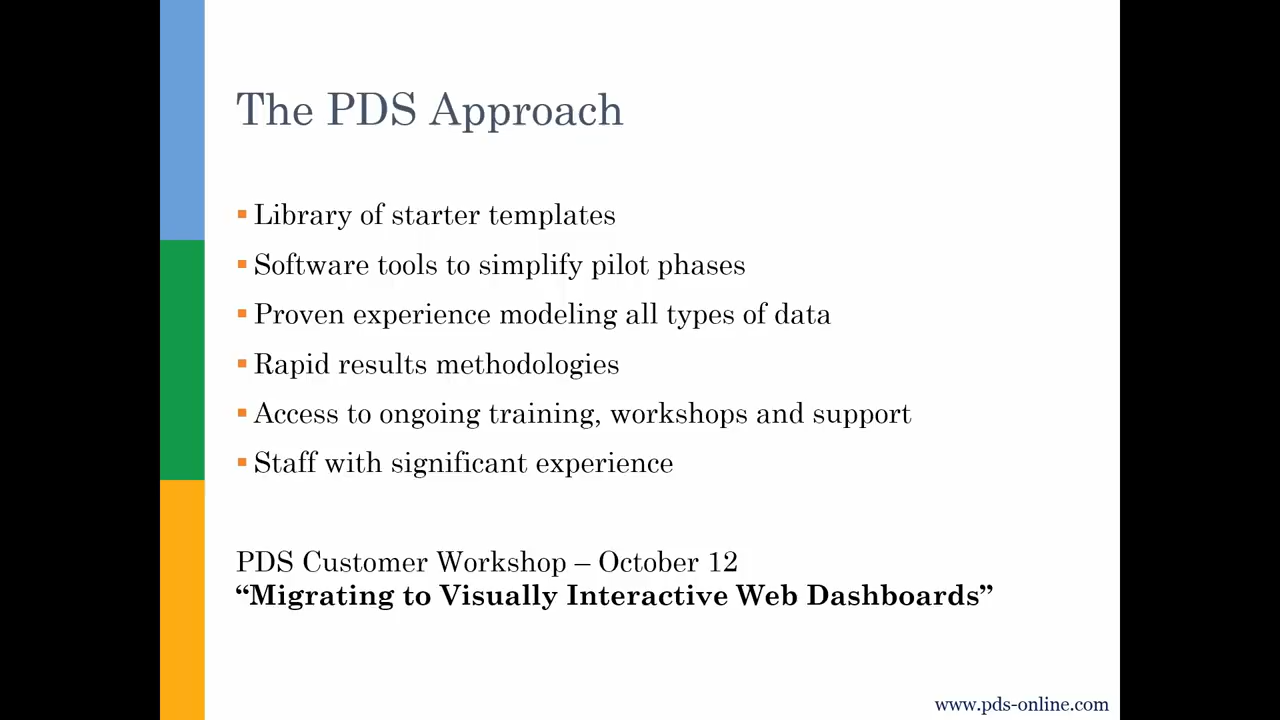 The PDS Approach
▪ Library of starter templates
▪ Software tools to simplify pilot phases
▪ Proven experience modeling all types of data
▪ Rapid results methodologies
▪ Access to ongoing training, workshops and support
▪ Staff with significant experience
PDS Customer Workshop – October 12
“Migrating to Visually Interactive Web Dashboards”
www.pds-online.com